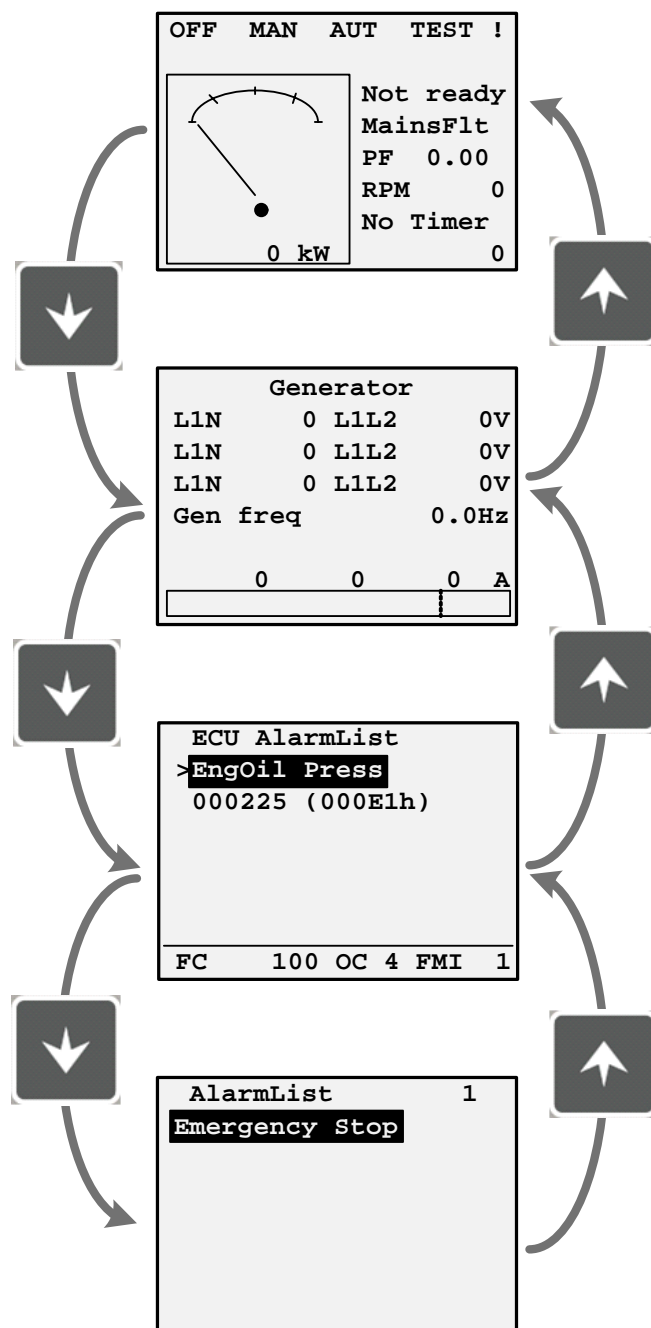 OFF MAN AUT TEST !
Not ready
MainsFlt
PF 0.00
RPM 0
No Timer
0 kW 0
Generator
L1N 0 L1L2 0V
L1N 0 L1L2 0V
L1N 0 L1L2 0V
Gen freq 0.0Hz
0 0 0 A
ECU AlarmList
>EngOil Press
000225 (000E1h)
FC 100 OC 4 FMI 1
AlarmList 1
Emergency Stop